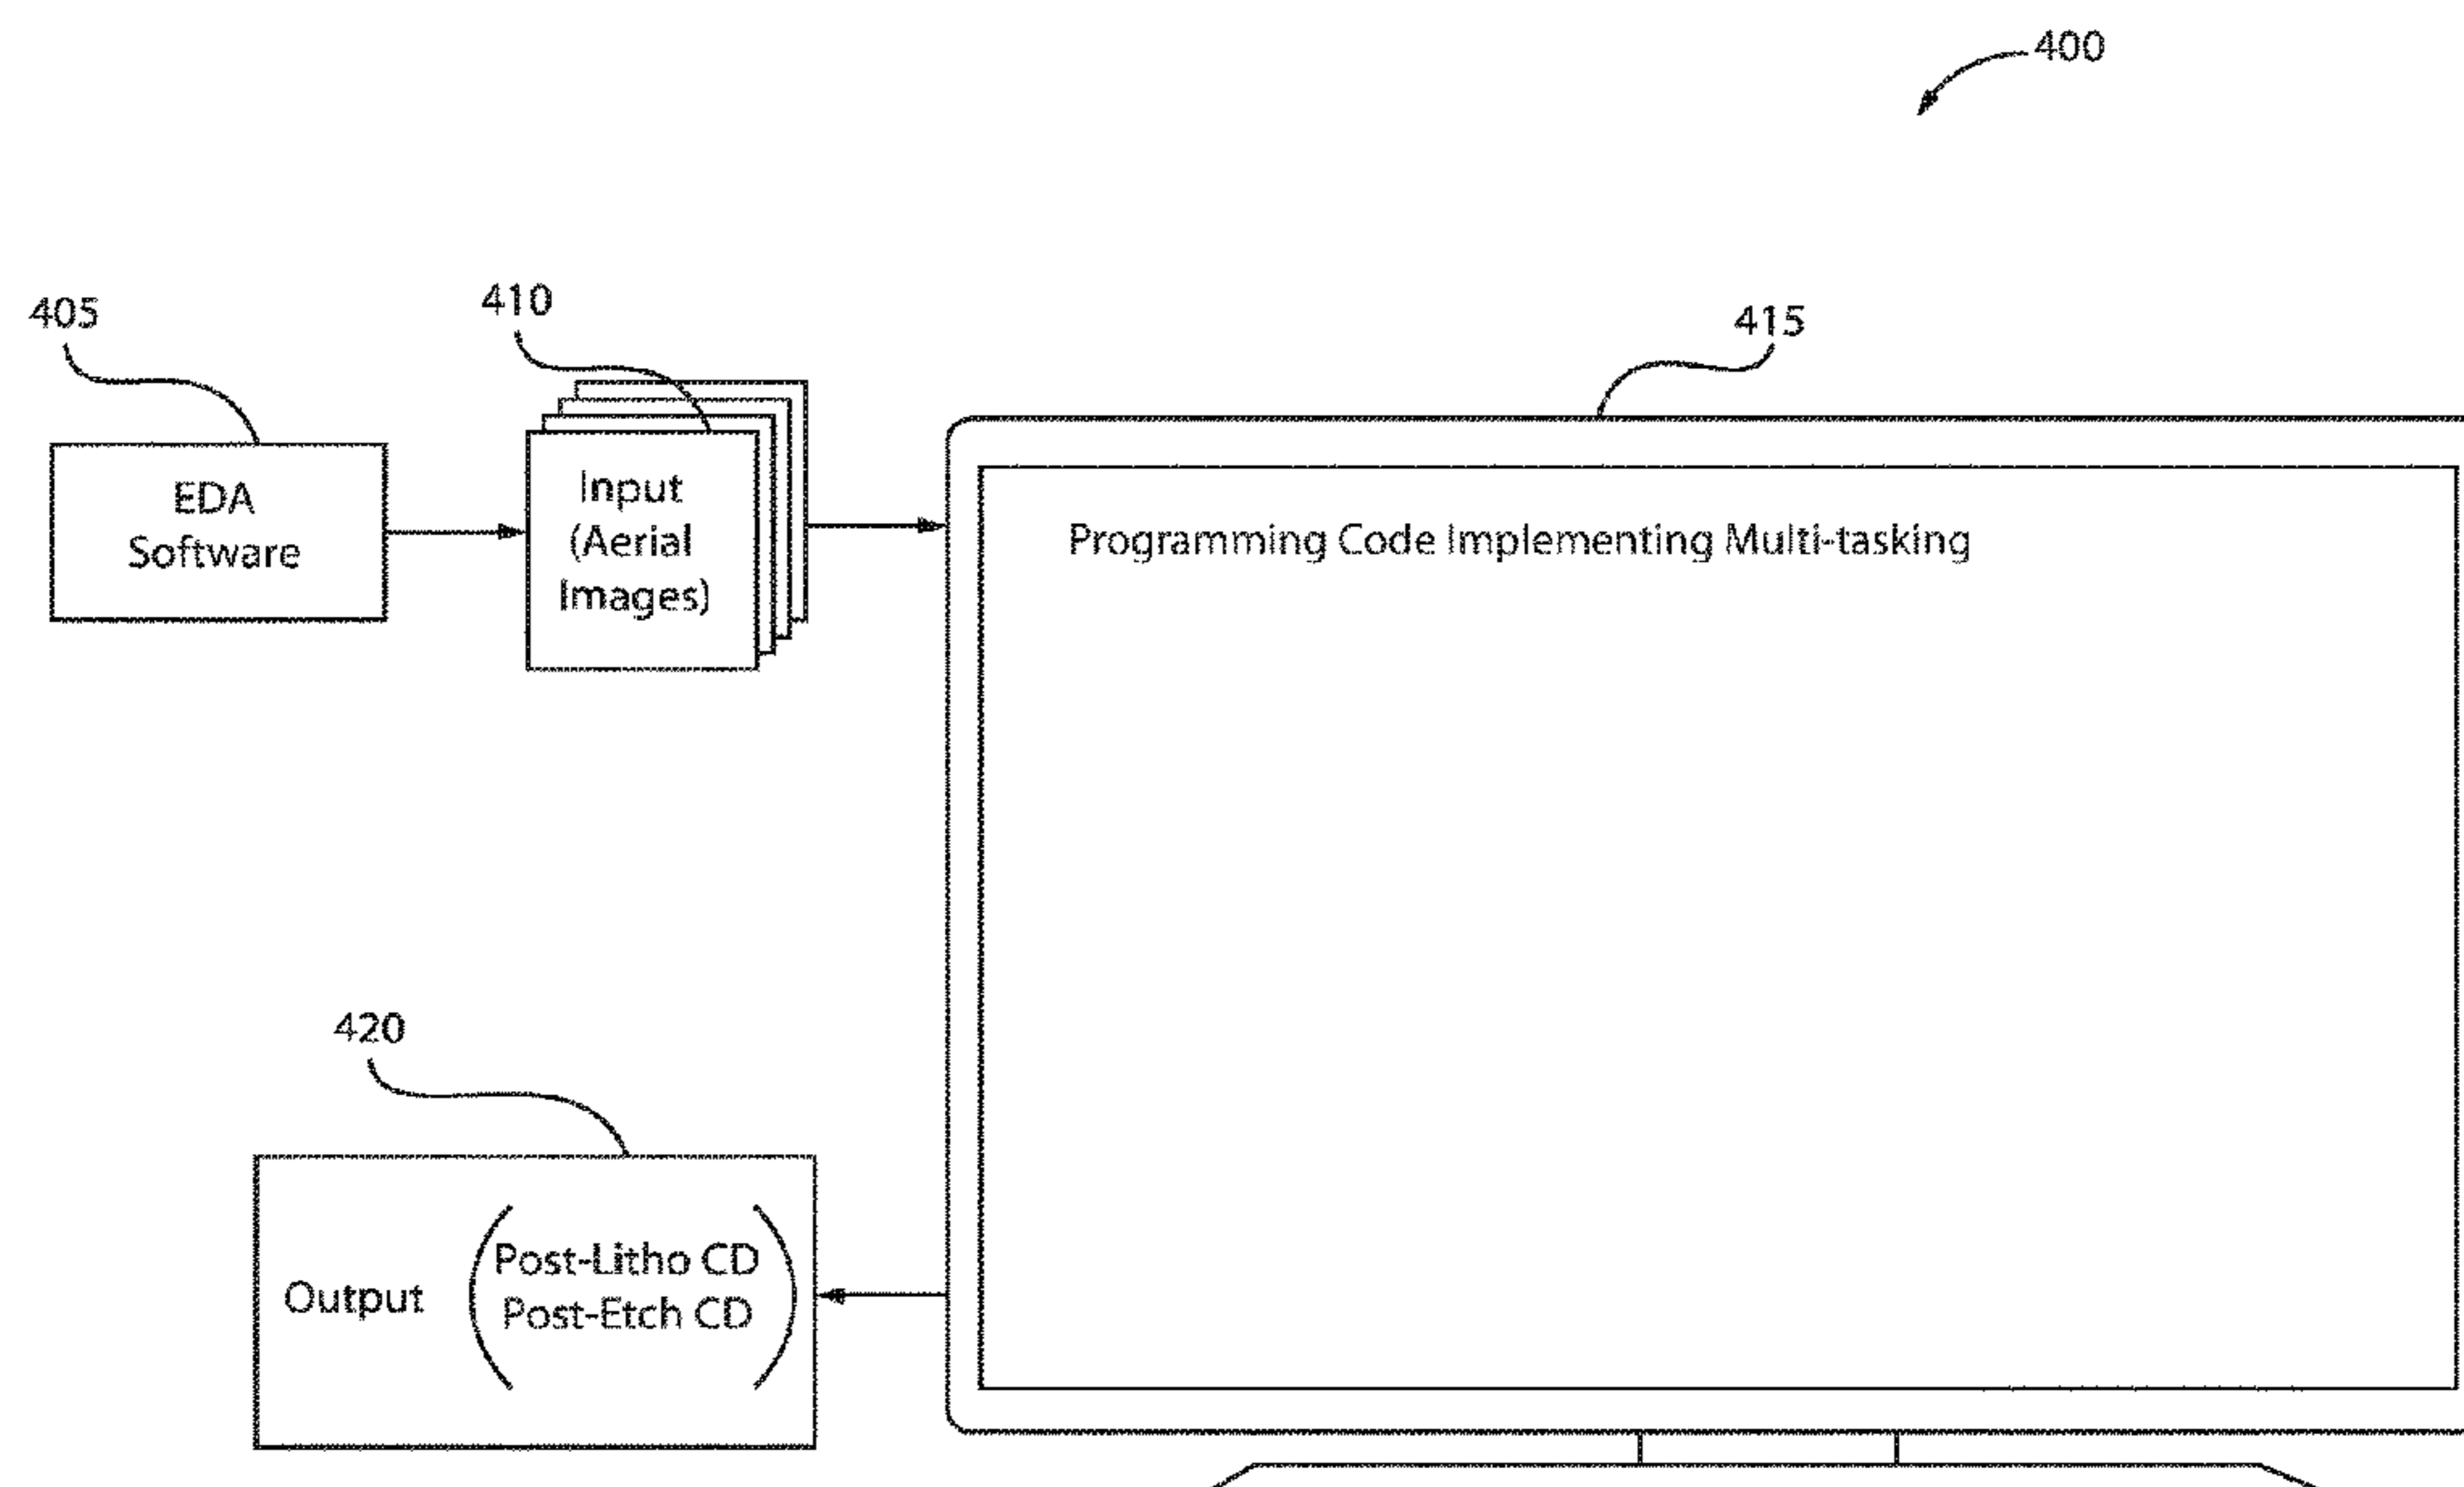 400
405
410
415
EDA
Software
Input
(Aerial
Images)
Programming Code Implementing Multi-tasking
420
Output
Post-Litho CD
Post-Etch CD